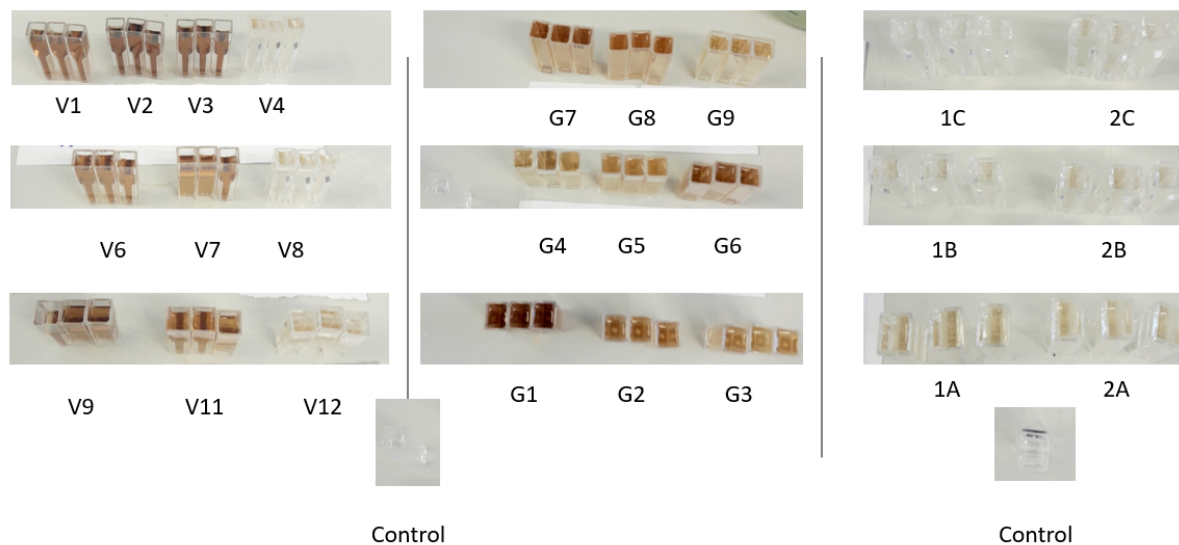 V1 V2 V3 V4
G7 G8 G9
1C 2C
V6 V7 V8
G4 G5 G6
1B 2B
V9 V11 V12
G1 G2 G3
1A 2A
Control
Control